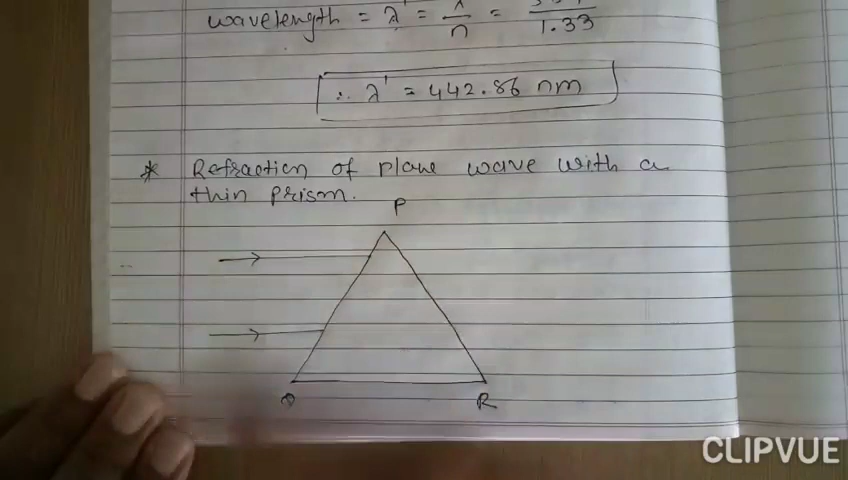 wavelength = λ' = λ/n = /1.33
∴ λ' = 442.86 nm
* Refraction of plane wave with a
thin prism.
P
Q
R
CLIPVUE